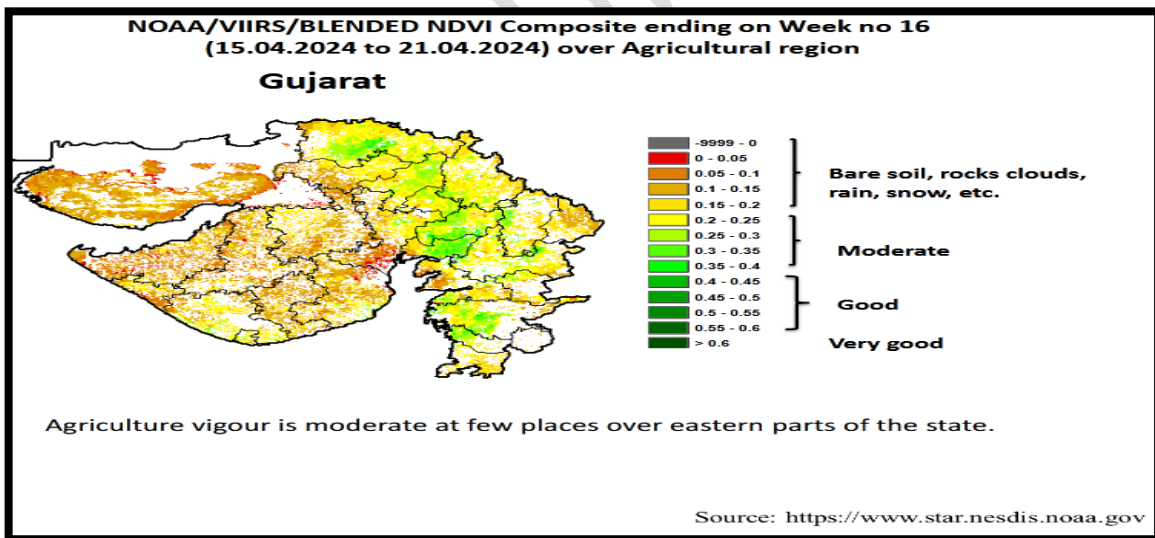 NOAA/VIIRS/BLENDED NDVI Composite ending on Week no 16
(15.04.2024 to 21.04.2024) over Agricultural region
Gujarat
-9999 - 0
0 - 0.05
0.05 - 0.1
0.1 - 0.15
0.15 - 0.2
0.2 - 0.25
0.25 - 0.3
0.3 - 0.35
0.35 - 0.4
0.4 - 0.45
0.45 - 0.5
0.5 - 0.55
0.55 - 0.6
> 0.6
Bare soil, rocks clouds,
rain, snow, etc.
Moderate
Good
Very good
Agriculture vigour is moderate at few places over eastern parts of the state.
Source: https://www.star.nesdis.noaa.gov